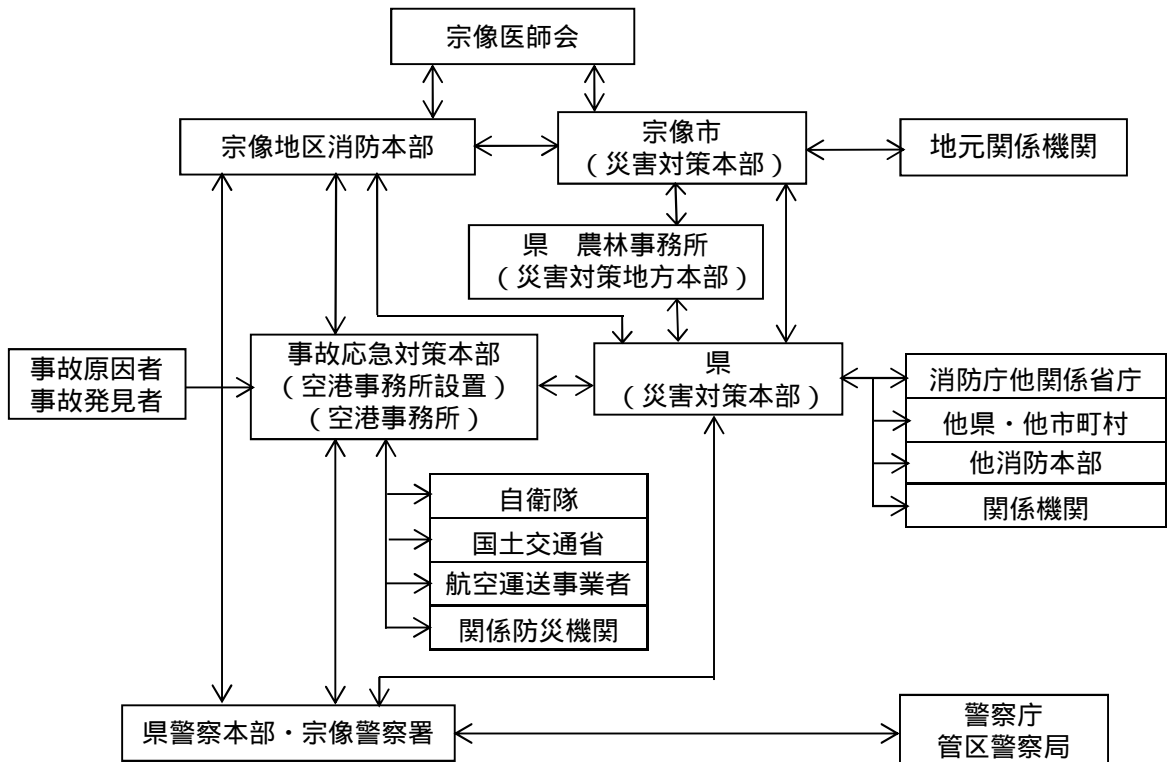 宗像医師会
宗像地区消防本部
宗像市
(災害対策本部)
地元関係機関
県 農林事務所
(災害対策地方本部)
事故原因者
事故発見者
事故応急対策本部
(空港事務所設置)
(空港事務所)
県
(災害対策本部)
消防庁他関係省庁
他県・他市町村
他消防本部
関係機関
自衛隊
国土交通省
航空運送事業者
関係防災機関
県警察本部・宗像警察署
警察庁
管区警察局